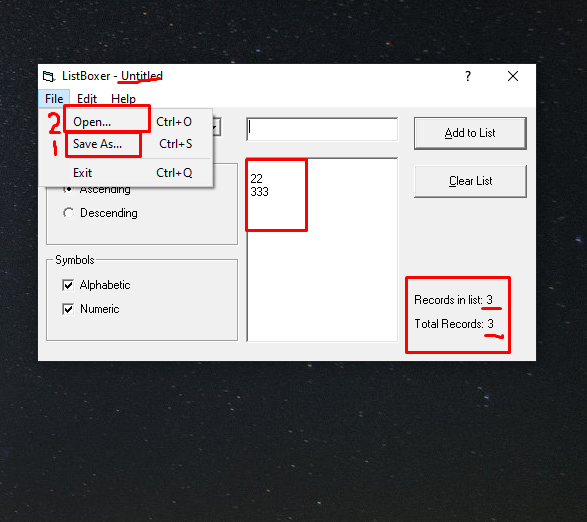 ListBoxer - Untitled ?
File Edit Help
2 Open... Ctrl+O
1 Save As... Ctrl+S
Exit Ctrl+Q
Add to List
Clear List
22
333
Ascending
Descending
Symbols
Alphabetic
Numeric
Records in list: 3
Total Records: 3